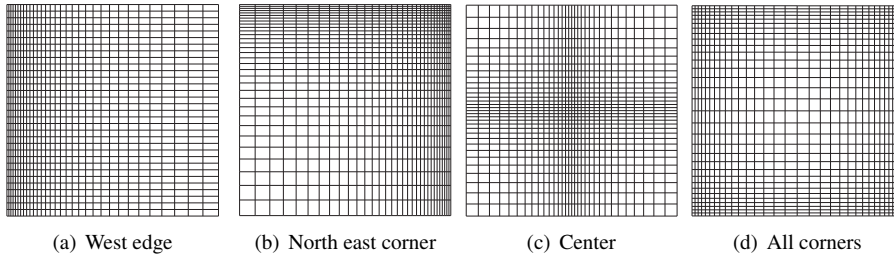 (a) West edge
(b) North east corner
(c) Center
(d) All corners